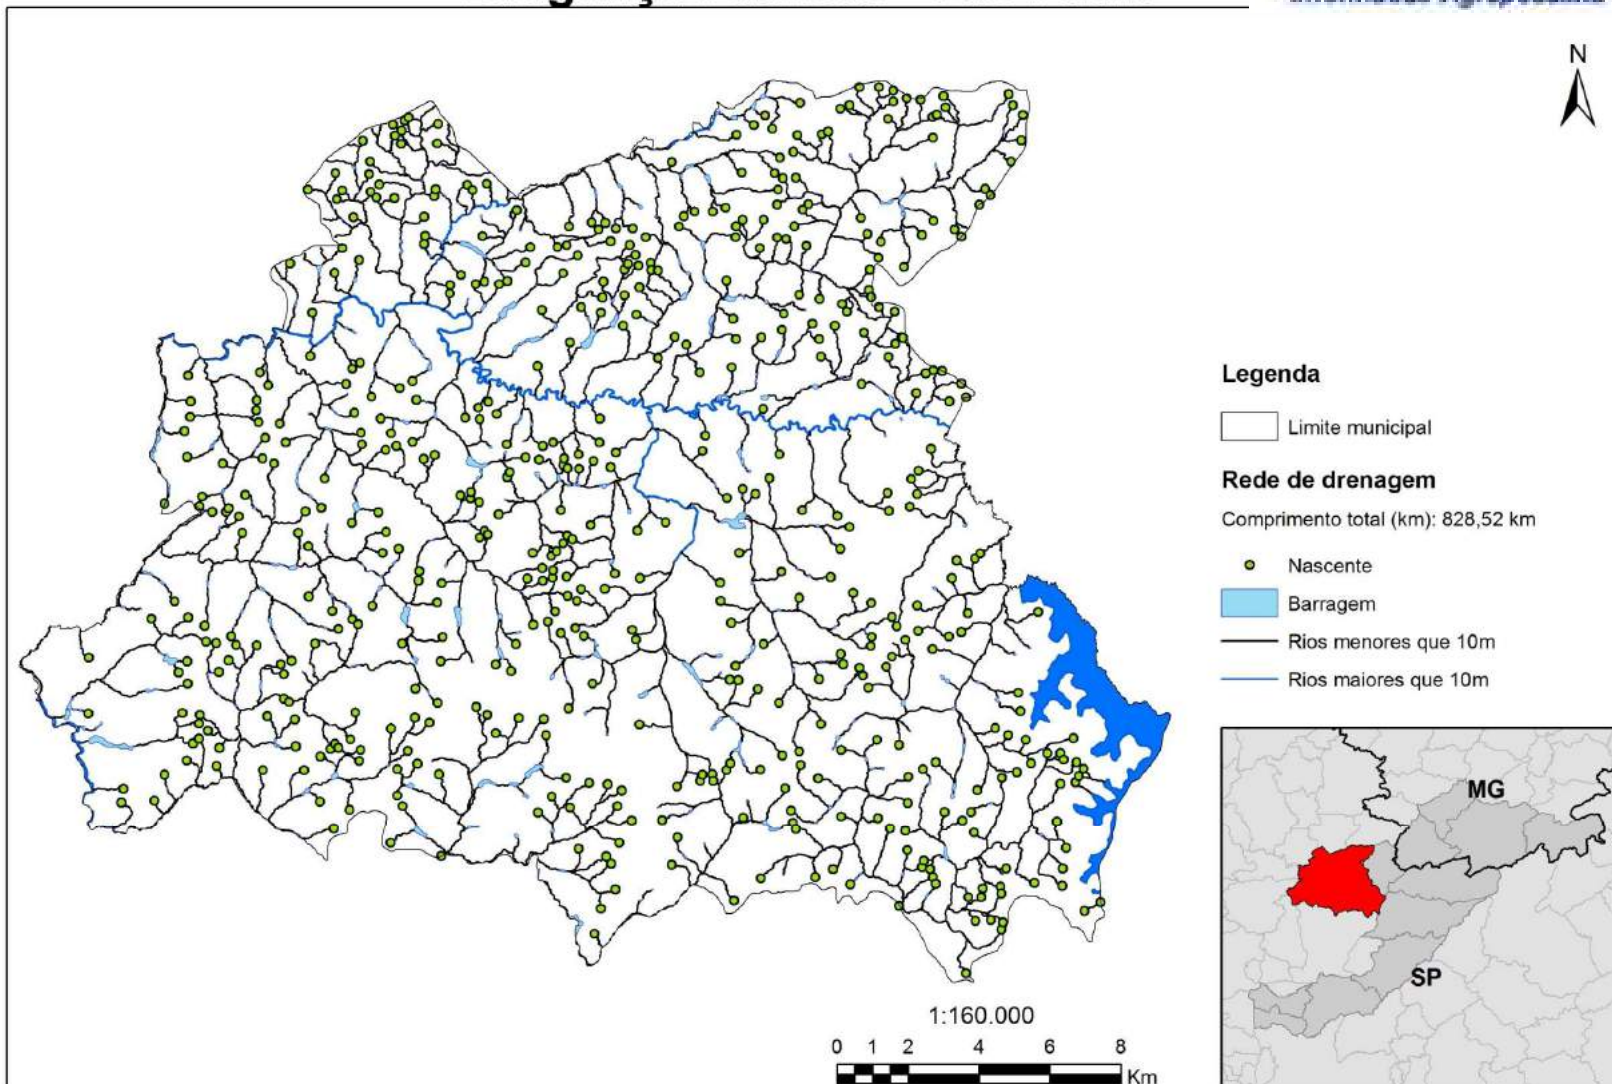 N
Legenda
Limite municipal
Rede de drenagem
Comprimento total (km): 828,52 km
Nascente
Barragem
Rios menores que 10m
Rios maiores que 10m
MG
SP
1:160.000
0 1 2 4 6 8
Km